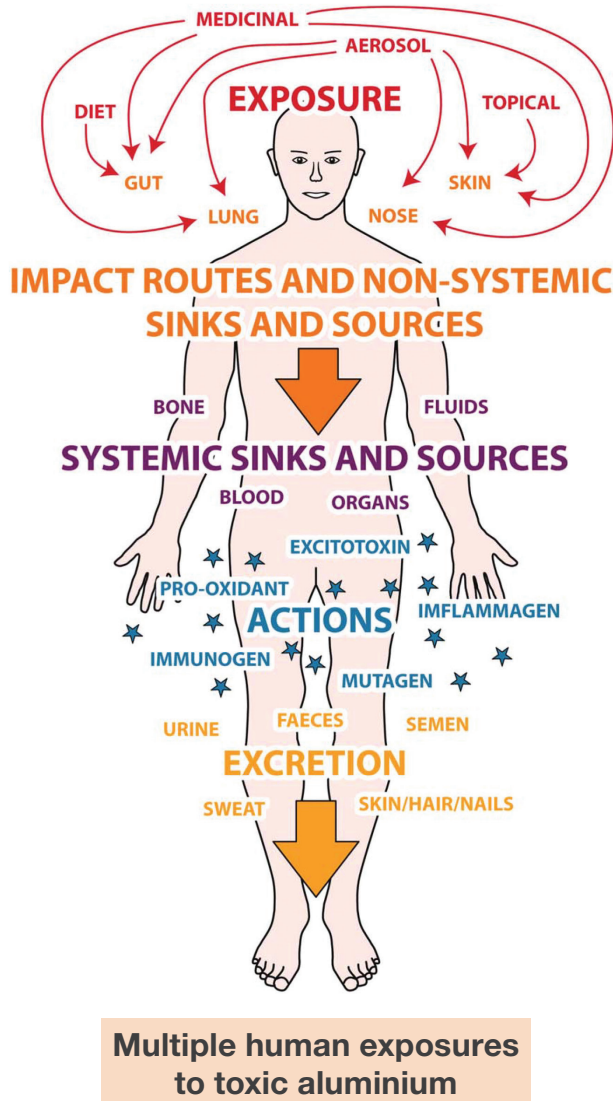 MEDICINAL
AEROSOL
EXPOSURE
DIET
TOPICAL
GUT
SKIN
LUNG
NOSE
IMPACT ROUTES AND NON-SYSTEMIC
SINKS AND SOURCES
BONE
FLUIDS
SYSTEMIC SINKS AND SOURCES
BLOOD
ORGANS
EXCITOTOXIN
PRO-OXIDANT
IMFLAMMAGEN
ACTIONS
IMMUNOGEN
MUTAGEN
URINE
FAECES
SEMEN
EXCRETION
SWEAT
SKIN/HAIR/NAILS
Multiple human exposures
to toxic aluminium